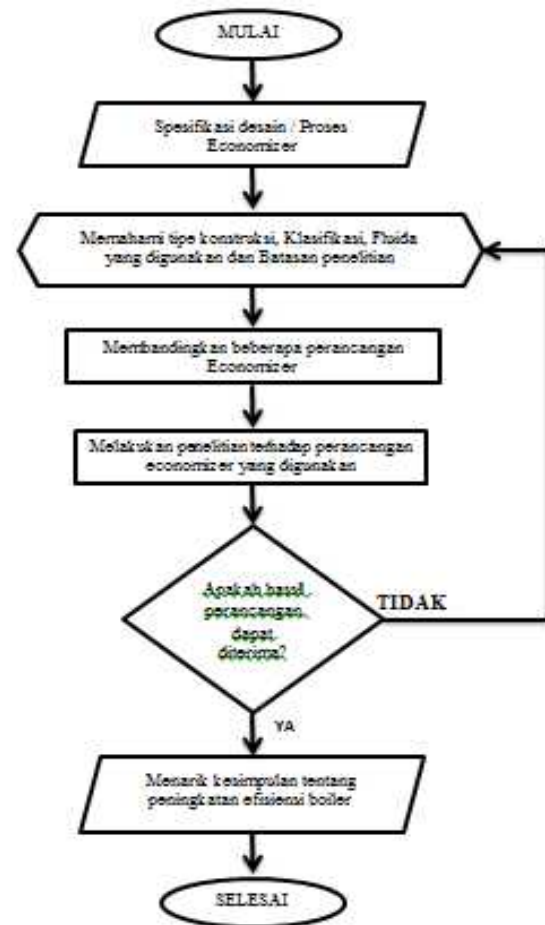 MULAI
Spesifikasi desain / Proses
Economizer
Memahami tipe konstruksi, Klasifikasi, Fluida
yang digunakan dan Batasan penelitian
Membandingkan beberapa perancangan
Economizer
Melakukan penelitian terhadap perancangan
economizer yang digunakan
Apakah hasil
perancangan
dapat
diterima?
TIDAK
YA
Menarik kesimpulan tentang
peningkatan efisiensi boiler
SELESAI